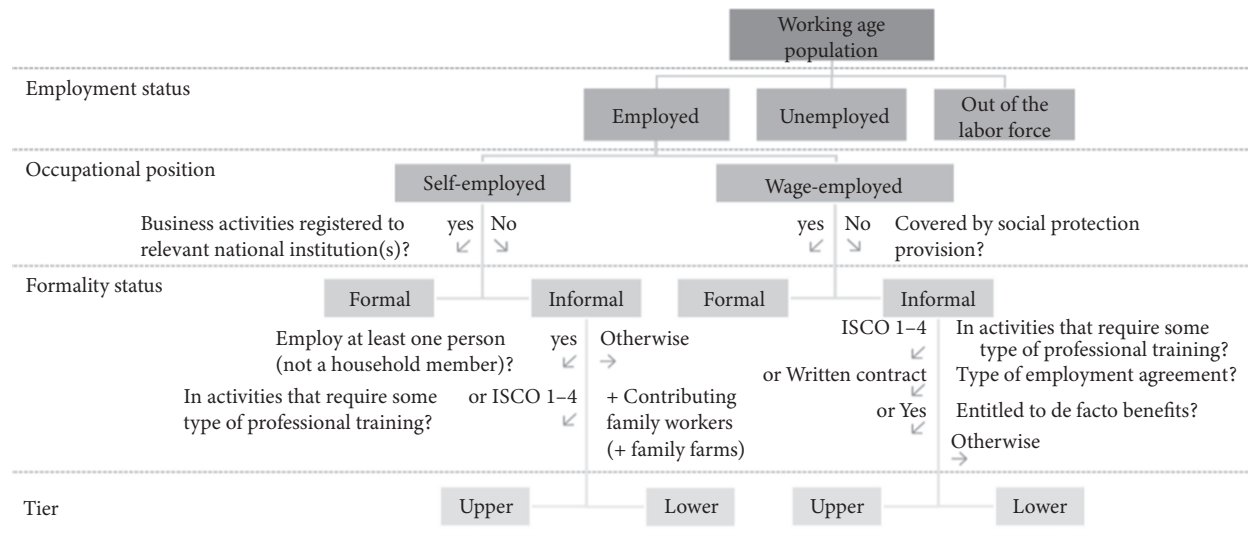 Working age
population
Employment status
Employed
Unemployed
Out of the
labor force
Occupational position
Self-employed
Wage-employed
Business activities registered to
relevant national institution(s)?
yes
No
yes
No
Covered by social protection
provision?
Formality status
Formal
Informal
Formal
Informal
Employ at least one person
(not a household member)?
yes
Otherwise
In activities that require some
type of professional training?
or ISCO 1–4
+ Contributing
family workers
(+ family farms)
ISCO 1–4
In activities that require some
type of professional training?
or Written contract
Type of employment agreement?
or Yes
Entitled to de facto benefits?
Otherwise
Tier
Upper
Lower
Upper
Lower